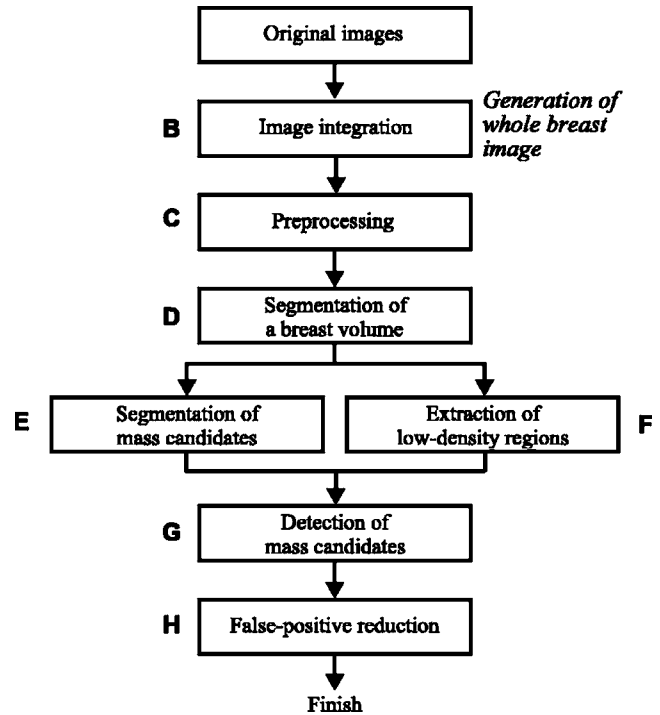 Original images
B
Image integration
Generation of
whole breast
image
C
Preprocessing
D
Segmentation of
a breast volume
E
Segmentation of
mass candidates
Extraction of
low-density regions
F
G
Detection of
mass candidates
H
False-positive reduction
Finish